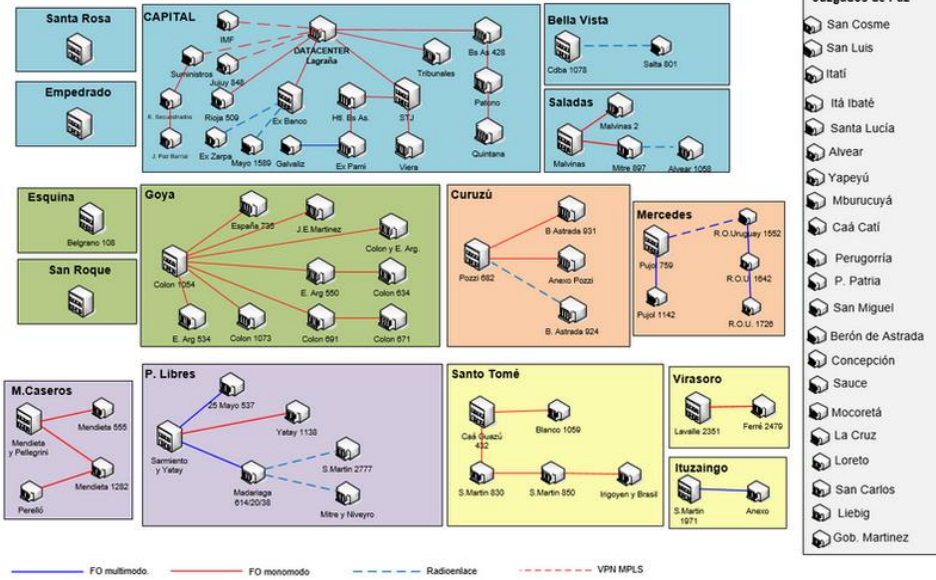 Juzgados de Paz
Santa Rosa
CAPITAL
IMF
DATACENTER
Lagraña
Suministros
Jujuy 848
Tribunales
Bs As 428
E. Secuestrados
Rioja 509
Ex Banco
Htl. Bs As.
STJ
Patono
J. Paz Barrial
Ex Zarpa
Mayo 1589
Galvaliz
Ex Pami
Viera
Quintana
Empedrado
Bella Vista
Cdba 1078
Salta 801
Saladas
Malvinas 2
Malvinas
Mitre 897
Alvear 1058
Esquina
Belgrano 108
San Roque
Goya
España 735
J.E.Martinez
Colon y E. Arg.
Colon 1054
E. Arg 550
Colon 634
E. Arg 534
Colon 1073
Colon 691
Colon 671
Curuzú
B Astrada 931
Pozzi 682
Anexo Pozzi
B. Astrada 924
Mercedes
R.O.Uruguay 1552
Pujol 759
R.O.U. 1642
Pujol 1142
R.O.U. 1726
M.Caseros
Mendieta
y Pellegrini
Mendieta 555
Mendieta 1282
Perelló
P. Libres
25 Mayo 537
Yatay 1138
Sarmiento
y Yatay
S.Martin 2777
Madariaga
614/20/38
Mitre y Niveyro
Santo Tomé
Caá Guazú
432
Blanco 1059
S.Martin 830
S.Martin 850
Irigoyen y Brasil
Virasoro
Lavalle 2351
Ferré 2479
Ituzaingo
S.Martin
1971
Anexo
San Cosme
San Luis
Itatí
Itá Ibaté
Santa Lucía
Alvear
Yapeyú
Mburucuyá
Caá Catí
Perugorría
P. Patria
San Miguel
Berón de Astrada
Concepción
Sauce
Mocoretá
La Cruz
Loreto
San Carlos
Liebig
Gob. Martinez
FO multimodo.
FO monomodo
Radioenlace
VPN MPLS